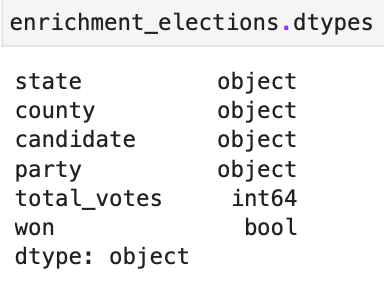 enrichment_elections.dtypes
state object
county object
candidate object
party object
total_votes int64
won bool
dtype: object